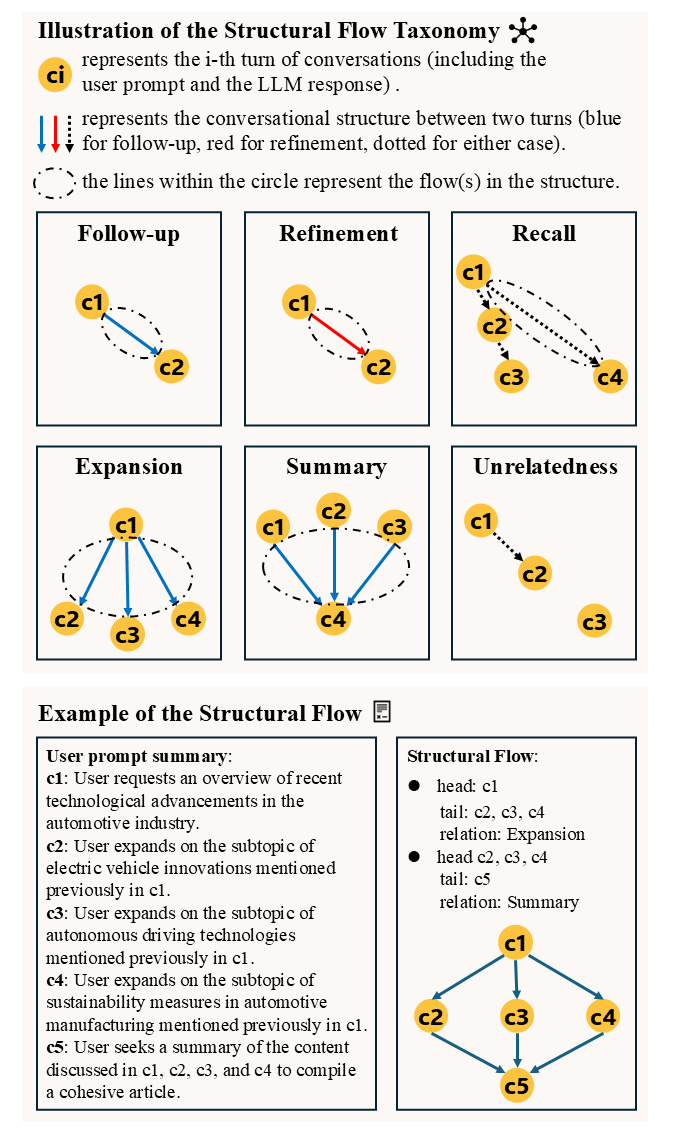 Illustration of the Structural Flow Taxonomy
ci
represents the i-th turn of conversations (including the
user prompt and the LLM response) .
represents the conversational structure between two turns (blue
for follow-up, red for refinement, dotted for either case).
the lines within the circle represent the flow(s) in the structure.
Follow-up
c1
c2
Refinement
c1
c2
Recall
c1
c2
c3
c4
Expansion
c1
c2
c3
c4
Summary
c1
c2
c3
c4
Unrelatedness
c1
c2
c3
Example of the Structural Flow
User prompt summary:
c1: User requests an overview of recent
technological advancements in the
automotive industry.
c2: User expands on the subtopic of
electric vehicle innovations mentioned
previously in c1.
c3: User expands on the subtopic of
autonomous driving technologies
mentioned previously in c1.
c4: User expands on the subtopic of
sustainability measures in automotive
manufacturing mentioned previously in c1.
c5: User seeks a summary of the content
discussed in c1, c2, c3, and c4 to compile
a cohesive article.
Structural Flow:
● head: c1
tail: c2, c3, c4
relation: Expansion
● head c2, c3, c4
tail: c5
relation: Summary
c1
c2
c3
c4
c5